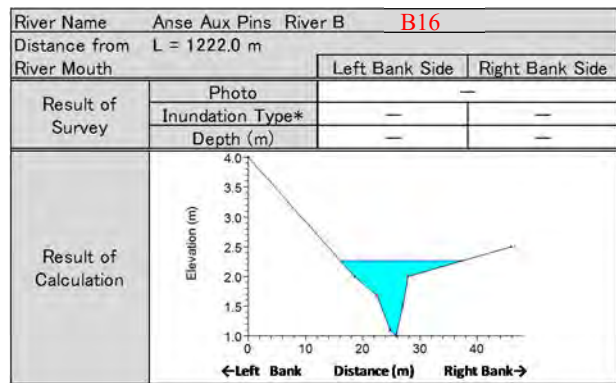 River Name Anse Aux Pins River B B16
Distance from L = 1222.0 m
River Mouth Left Bank Side Right Bank Side
Result of Survey Photo —
Inundation Type* — —
Depth (m) — —
Result of Calculation
Elevation (m)
4.0
3.5
3.0
2.5
2.0
1.5
1.0
0 10 20 30 40
←Left Bank Distance (m) Right Bank→